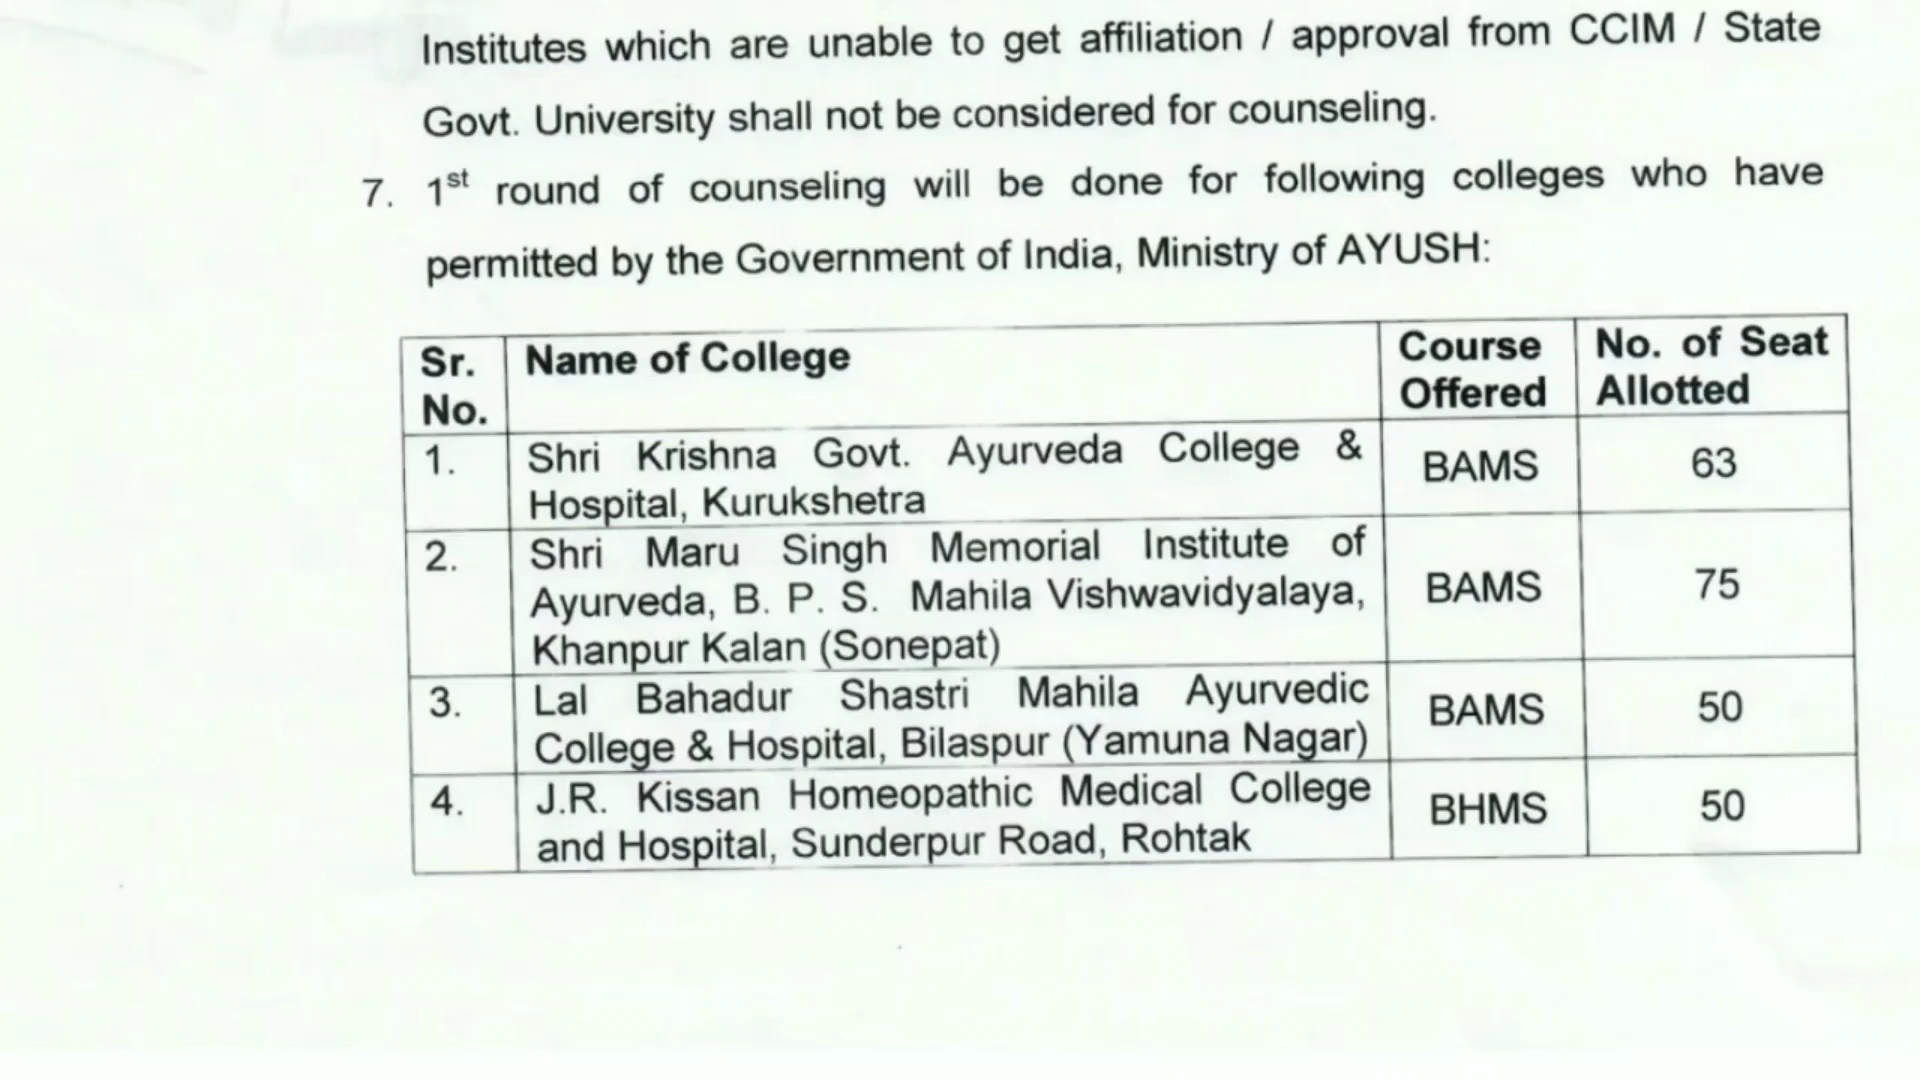 Institutes which are unable to get affiliation / approval from CCIM / State
Govt. University shall not be considered for counseling.
7. 1st round of counseling will be done for following colleges who have
permitted by the Government of India, Ministry of AYUSH:
Sr. No. Name of College Course Offered No. of Seat Allotted
1. Shri Krishna Govt. Ayurveda College &
Hospital, Kurukshetra BAMS 63
2. Shri Maru Singh Memorial Institute of
Ayurveda, B. P. S. Mahila Vishwavidyalaya,
Khanpur Kalan (Sonepat) BAMS 75
3. Lal Bahadur Shastri Mahila Ayurvedic
College & Hospital, Bilaspur (Yamuna Nagar) BAMS 50
4. J.R. Kissan Homeopathic Medical College
and Hospital, Sunderpur Road, Rohtak BHMS 50